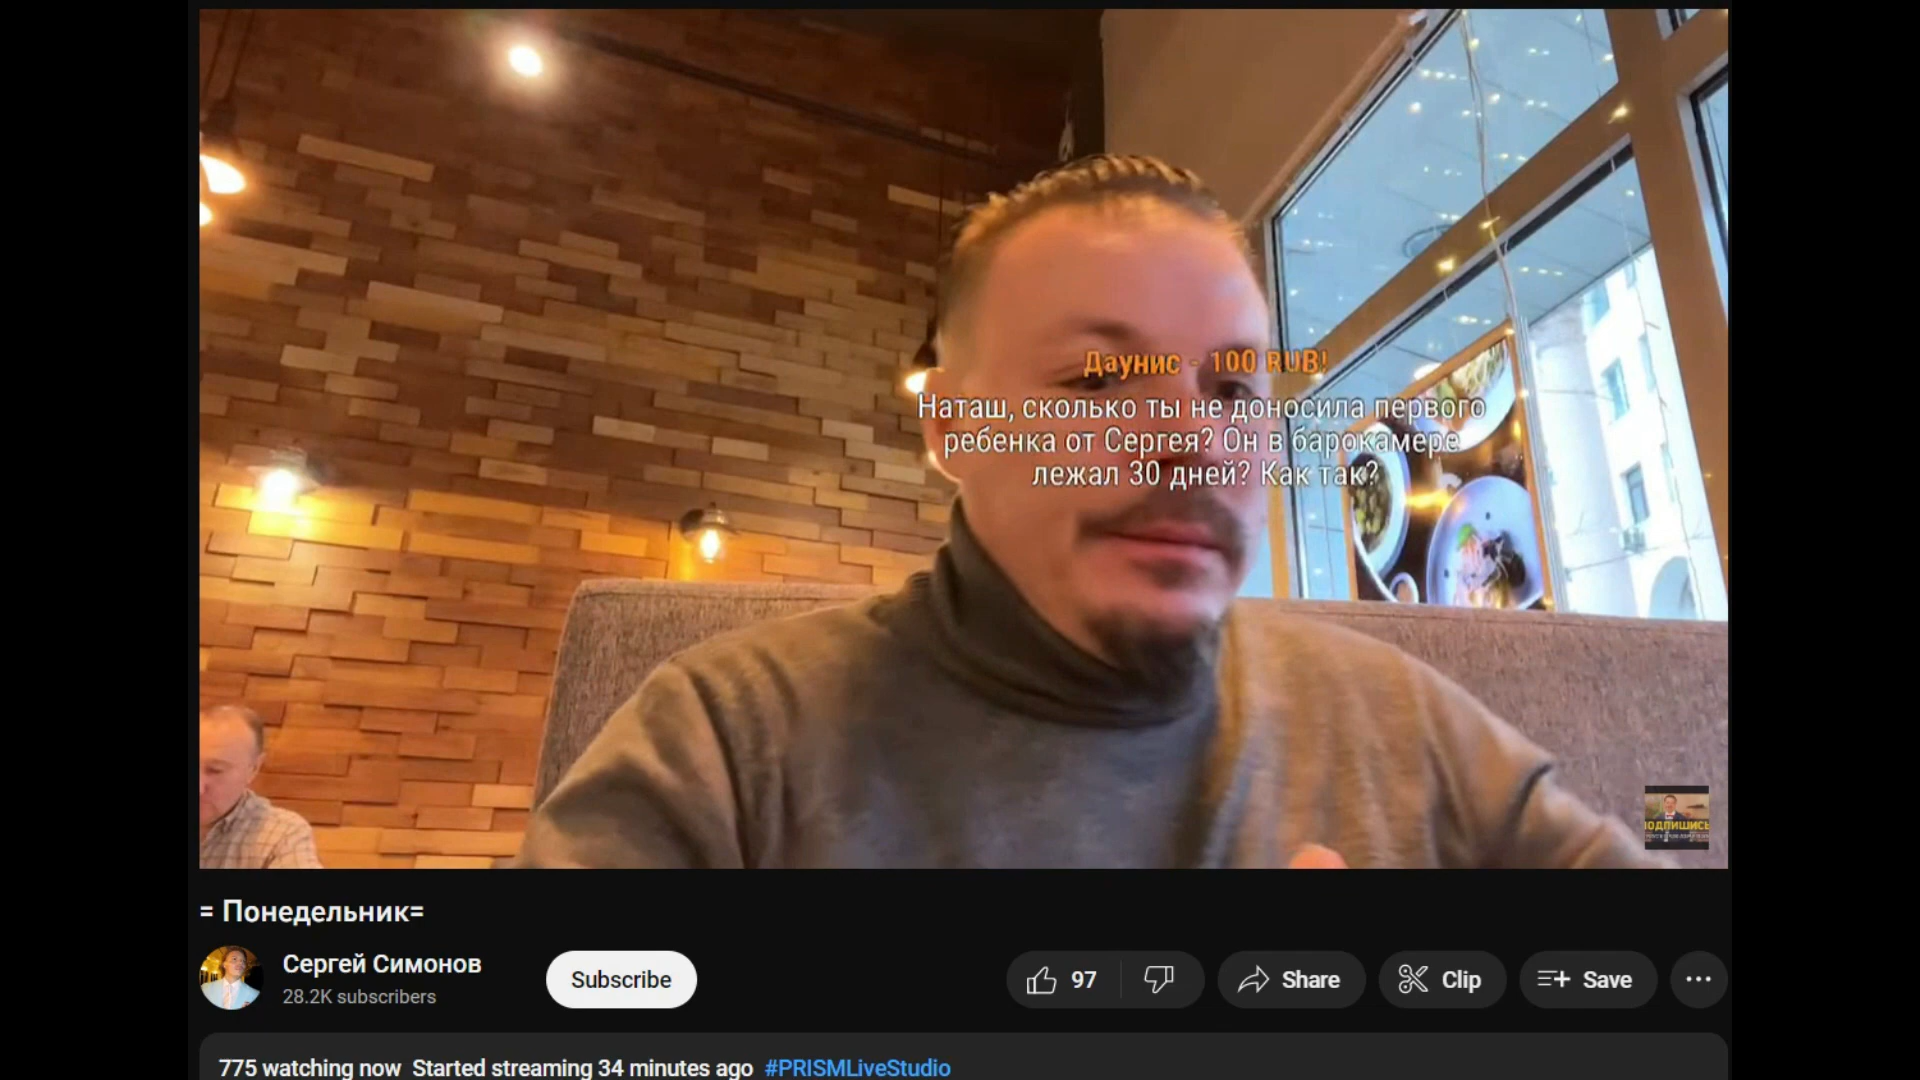 Даунис - 100 RUB!
Наташ, сколько ты не доносила первого
ребенка от Сергея? Он в барокамере
лежал 30 дней? Как так?
ПОДПИШИСЬ
= Понедельник=
Сергей Симонов
28.2K subscribers
Subscribe
97
Share
Clip
Save
775 watching now Started streaming 34 minutes ago #PRISMLiveStudio